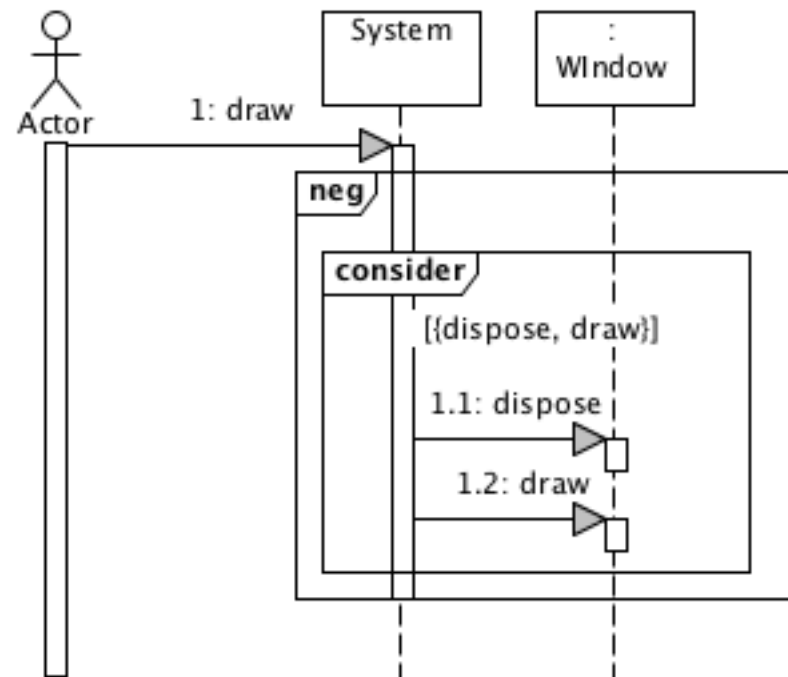 System
:
WIndow
Actor
1: draw
neg
consider
[{dispose, draw}]
1.1: dispose
1.2: draw